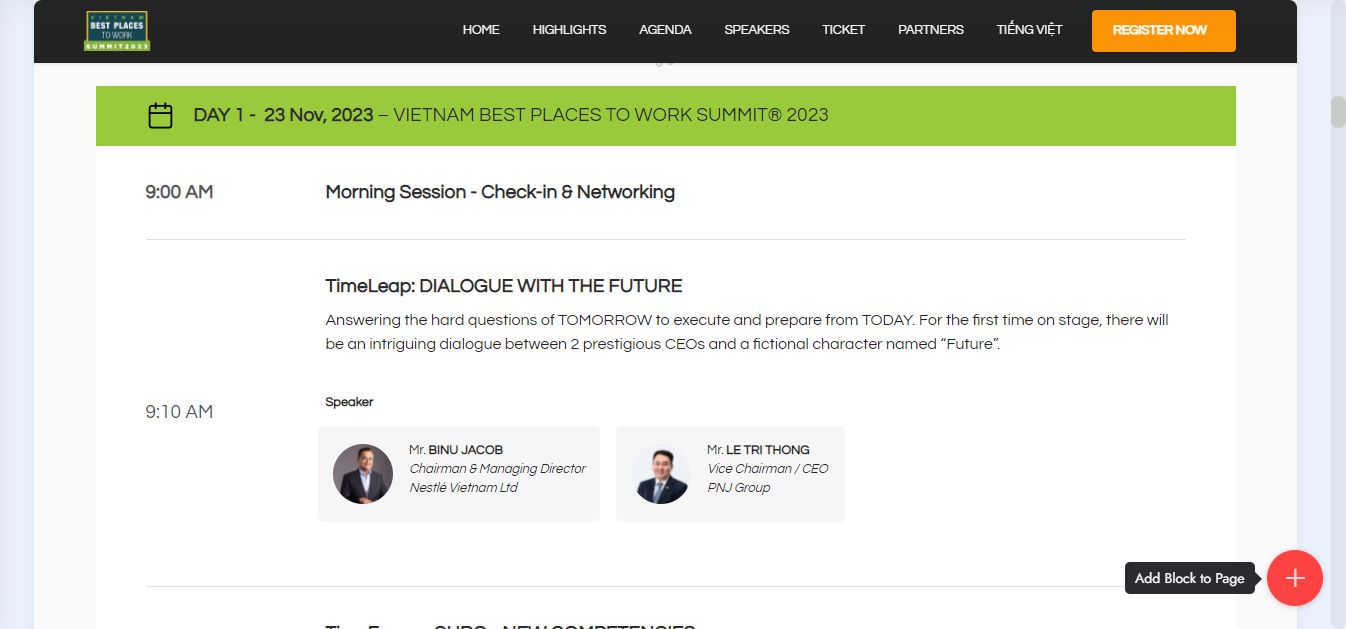 VIETNAM
BEST PLACES
TO WORK
SUMMIT2023
HOME HIGHLIGHTS AGENDA SPEAKERS TICKET PARTNERS TIẾNG VIỆT REGISTER NOW
DAY 1 - 23 Nov, 2023 – VIETNAM BEST PLACES TO WORK SUMMIT® 2023
9:00 AM Morning Session - Check-in & Networking
TimeLeap: DIALOGUE WITH THE FUTURE
Answering the hard questions of TOMORROW to execute and prepare from TODAY. For the first time on stage, there will
be an intriguing dialogue between 2 prestigious CEOs and a fictional character named “Future”.
Speaker
9:10 AM
Mr. BINU JACOB
Chairman & Managing Director
Nestlé Vietnam Ltd
Mr. LE TRI THONG
Vice Chairman / CEO
PNJ Group
Add Block to Page